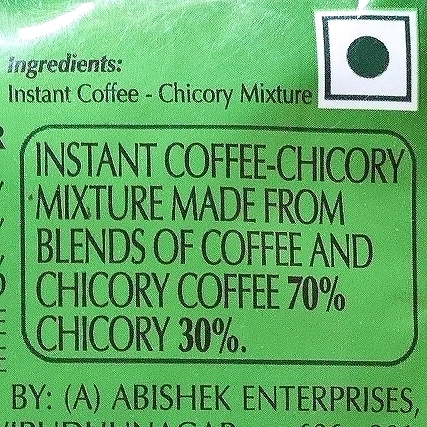 Ingredients:
Instant Coffee - Chicory Mixture
INSTANT COFFEE-CHICORY
MIXTURE MADE FROM
BLENDS OF COFFEE AND
CHICORY COFFEE 70%
CHICORY 30%.
BY: (A) ABISHEK ENTERPRISES,